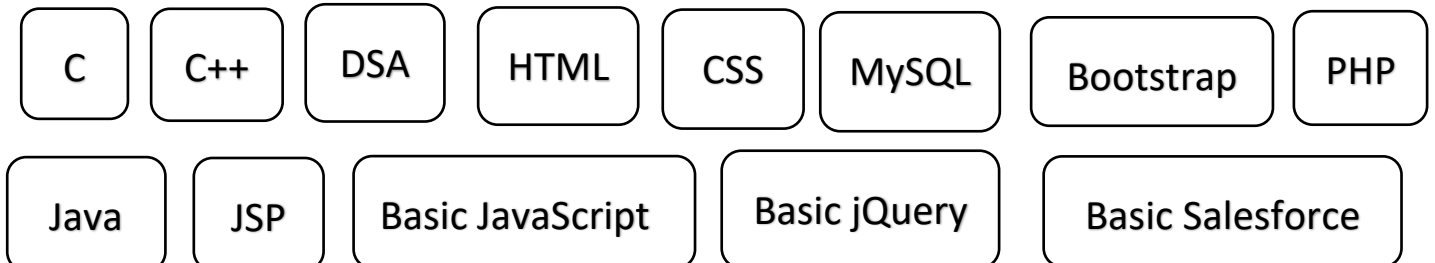 C C++ DSA HTML CSS MySQL Bootstrap PHP
Java JSP Basic JavaScript Basic jQuery Basic Salesforce